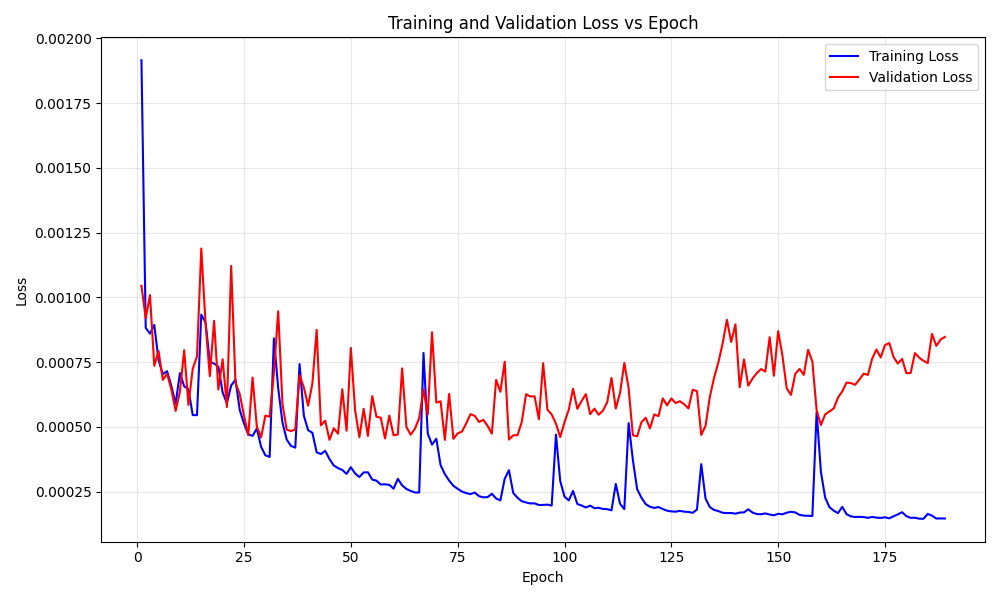 Training and Validation Loss vs Epoch
0.00200
0.00175
0.00150
0.00125
0.00100
0.00075
0.00050
0.00025
Loss
Training Loss
Validation Loss
0 25 50 75 100 125 150 175
Epoch